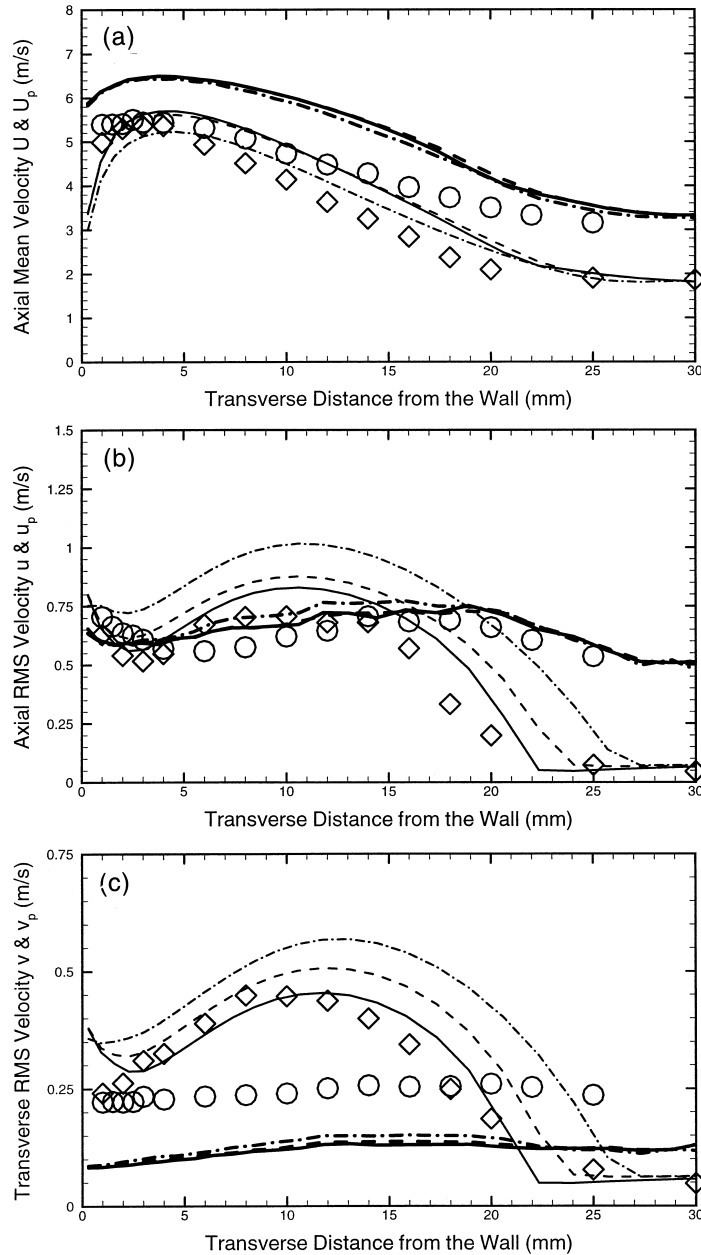 (a)
Axial Mean Velocity U & Uₚ (m/s)
8
7
6
5
4
3
2
1
0
0 5 10 15 20 25 30
Transverse Distance from the Wall (mm)
(b)
Axial RMS Velocity u & uₚ (m/s)
1.5
1.25
1
0.75
0.5
0.25
0
0 5 10 15 20 25 30
Transverse Distance from the Wall (mm)
(c)
Transverse RMS Velocity v & vₚ (m/s)
0.75
0.5
0.25
0
0 5 10 15 20 25 30
Transverse Distance from the Wall (mm)